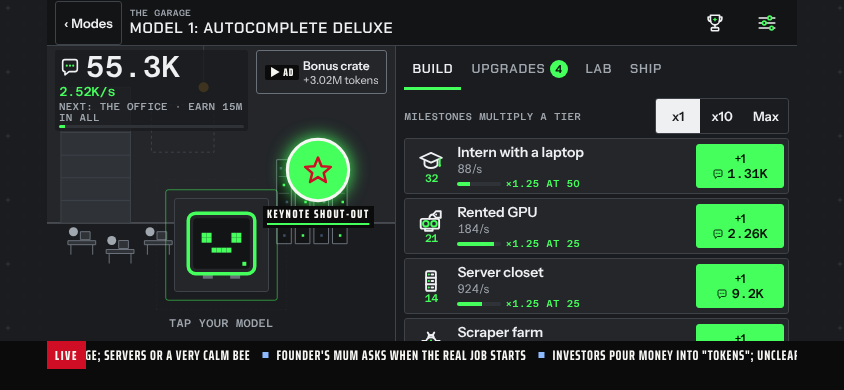 ‹ Modes
THE GARAGE
MODEL 1: AUTOCOMPLETE DELUXE
55.3K
2.52K/s
NEXT: THE OFFICE · EARN 15M
IN ALL
AD
Bonus crate
+3.02M tokens
KEYNOTE SHOUT-OUT
TAP YOUR MODEL
BUILD
UPGRADES 4
LAB
SHIP
MILESTONES MULTIPLY A TIER
x1
x10
Max
Intern with a laptop
88/s
32
×1.25 AT 50
+1
1.31K
Rented GPU
184/s
21
×1.25 AT 25
+1
2.26K
Server closet
924/s
14
×1.25 AT 25
+1
9.2K
Scraper farm
+1
LIVE
GE; SERVERS OR A VERY CALM BEE
FOUNDER'S MUM ASKS WHEN THE REAL JOB STARTS
INVESTORS POUR MONEY INTO "TOKENS"; UNCLEAR